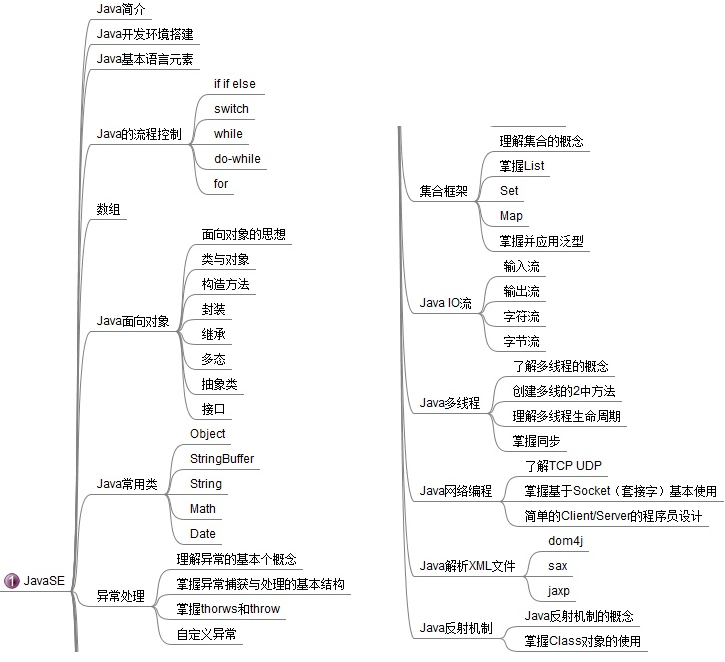 JavaSE
Java简介
Java开发环境搭建
Java基本语言元素
Java的流程控制
if if else
switch
while
do-while
for
数组
Java面向对象
面向对象的思想
类与对象
构造方法
封装
继承
多态
抽象类
接口
Java常用类
Object
StringBuffer
String
Math
Date
异常处理
理解异常的基本个概念
掌握异常捕获与处理的基本结构
掌握thorws和throw
自定义异常
集合框架
理解集合的概念
掌握List
Set
Map
掌握并应用泛型
Java IO流
输入流
输出流
字符流
字节流
Java多线程
了解多线程的概念
创建多线的2中方法
理解多线程生命周期
掌握同步
Java网络编程
了解TCP UDP
掌握基于Socket（套接字）基本使用
简单的Client/Server的程序员设计
Java解析XML文件
dom4j
sax
jaxp
Java反射机制
Java反射机制的概念
掌握Class对象的使用